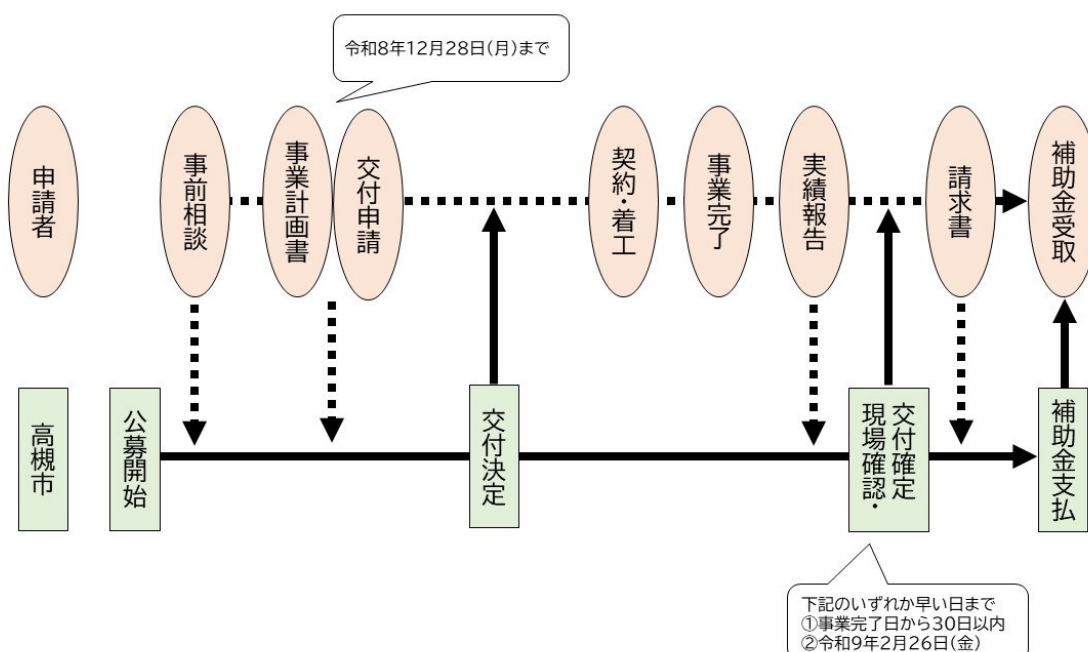 令和8年12月28日(月)まで
申請者
事前相談
事業計画書
交付申請
契約・着工
事業完了
実績報告
請求書
補助金受取
高槻市
公募開始
交付決定
現場確認・
交付確定
補助金支払
下記のいずれか早い日まで
①事業完了日から30日以内
②令和9年2月26日(金)